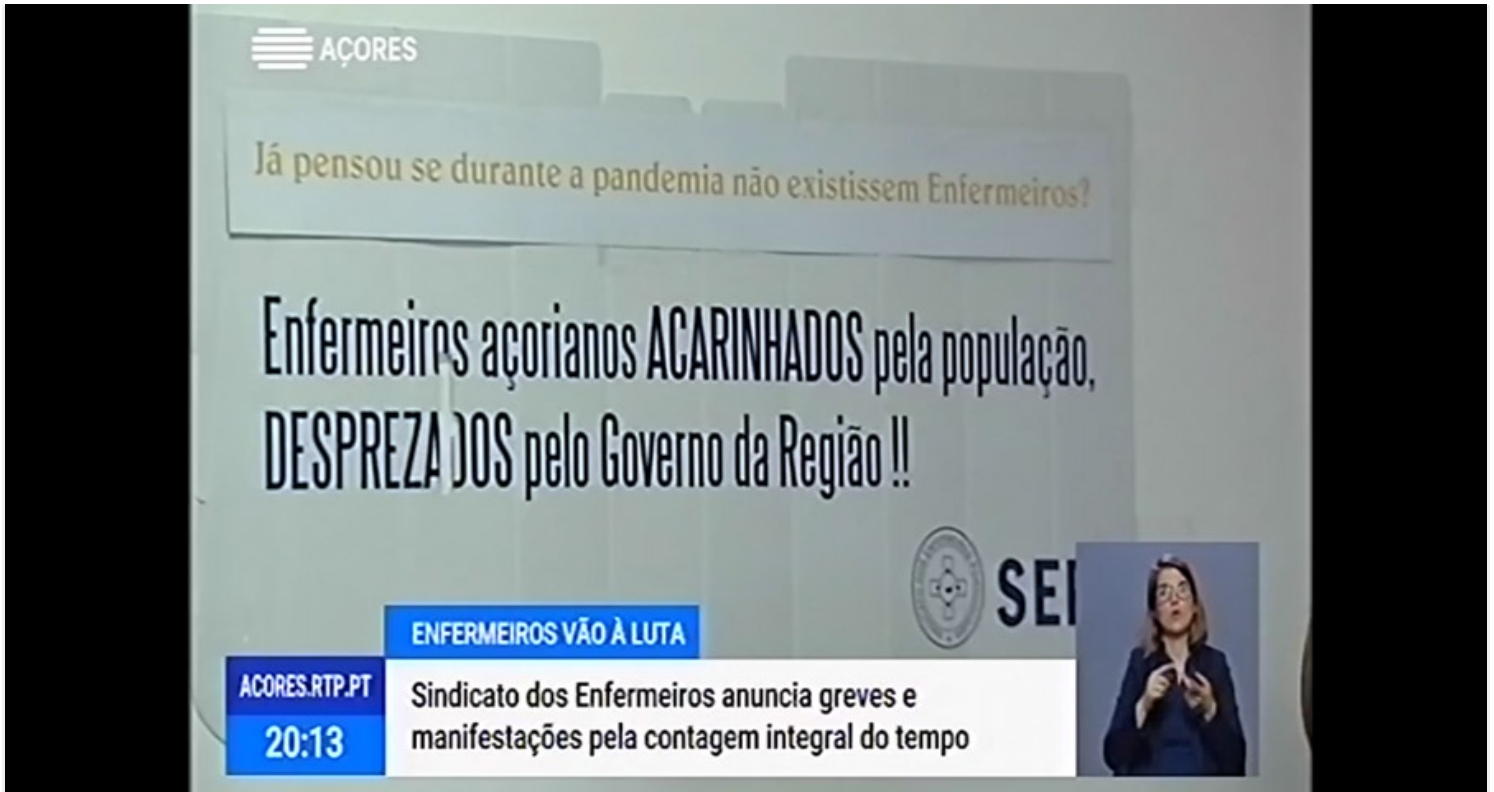 AÇORES
Já pensou se durante a pandemia não existissem Enfermeiros?
Enfermeiros açorianos ACARINHADOS pela população,
DESPREZADOS pelo Governo da Região !!
ENFERMEIROS VÃO À LUTA
ACORES.RTP.PT
20:13
Sindicato dos Enfermeiros anuncia greves e
manifestações pela contagem integral do tempo